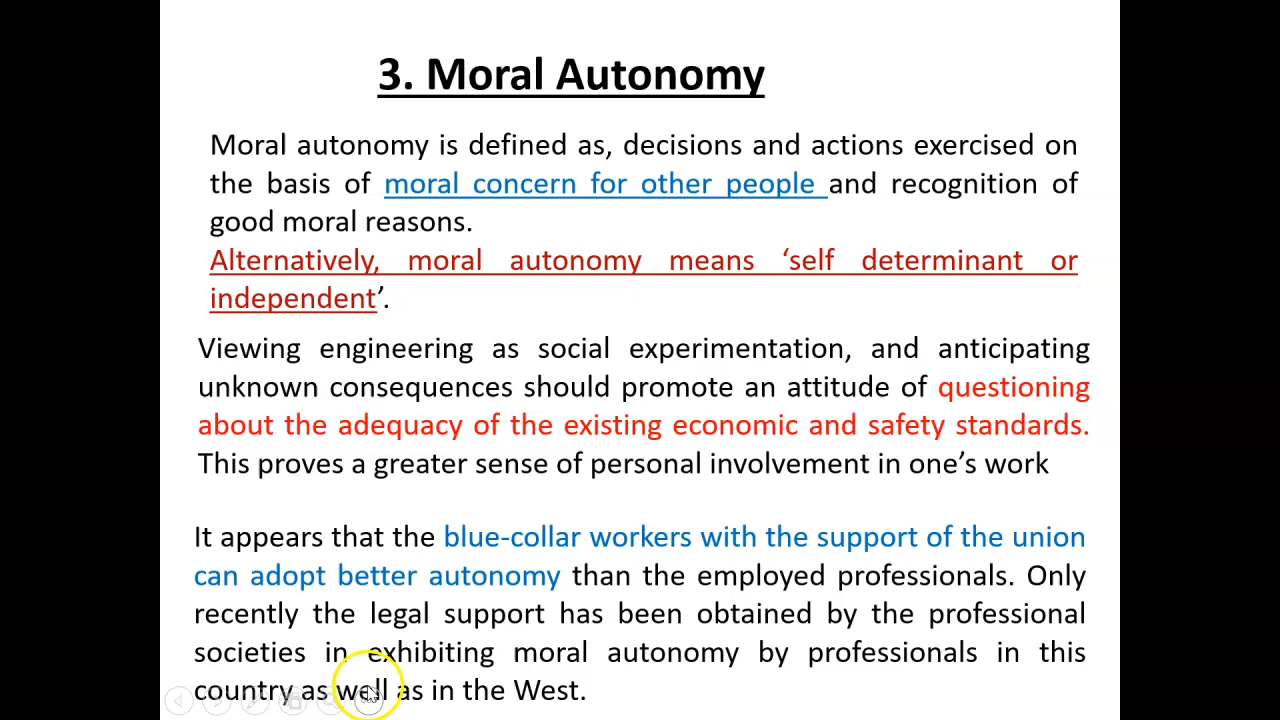 3. Moral Autonomy
Moral autonomy is defined as, decisions and actions exercised on
the basis of moral concern for other people and recognition of
good moral reasons.
Alternatively, moral autonomy means ‘self determinant or
independent’.
Viewing engineering as social experimentation, and anticipating
unknown consequences should promote an attitude of questioning
about the adequacy of the existing economic and safety standards.
This proves a greater sense of personal involvement in one’s work
It appears that the blue-collar workers with the support of the union
can adopt better autonomy than the employed professionals. Only
recently the legal support has been obtained by the professional
societies in exhibiting moral autonomy by professionals in this
country as well as in the West.